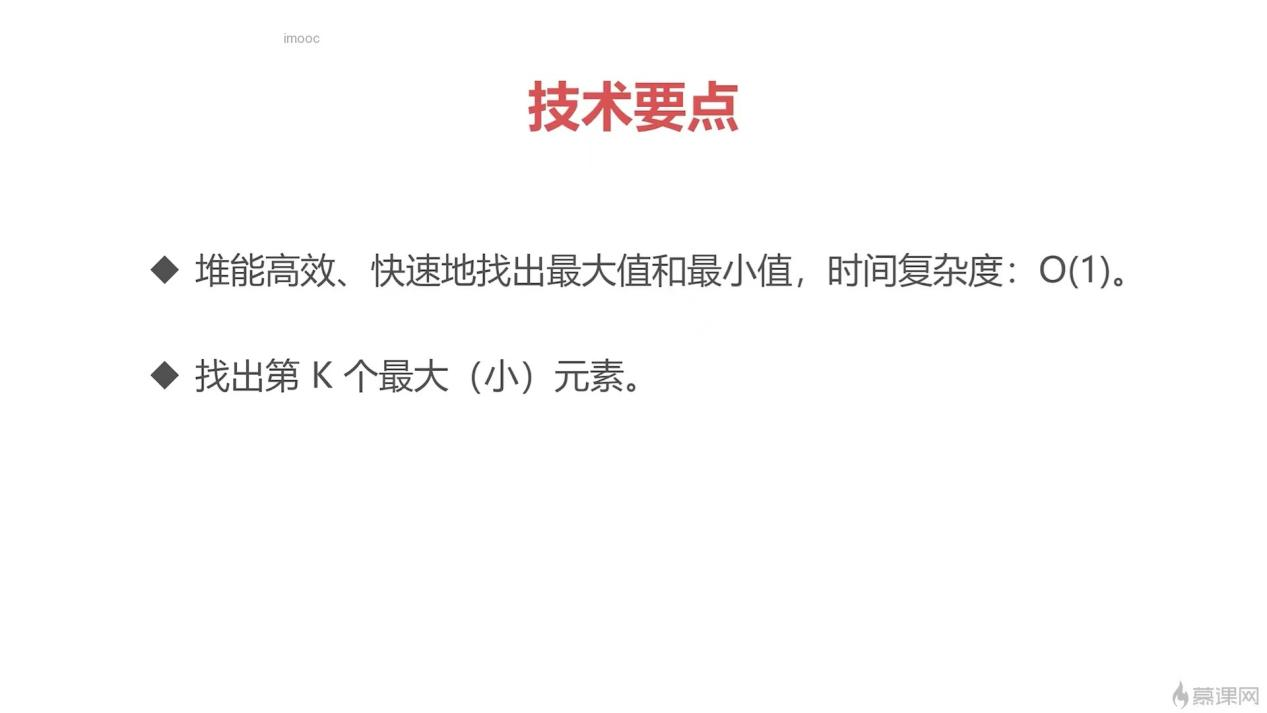 imooc
技术要点
◆ 堆能高效、快速地找出最大值和最小值，时间复杂度：O(1)。
◆ 找出第 K 个最大（小）元素。
慕课网